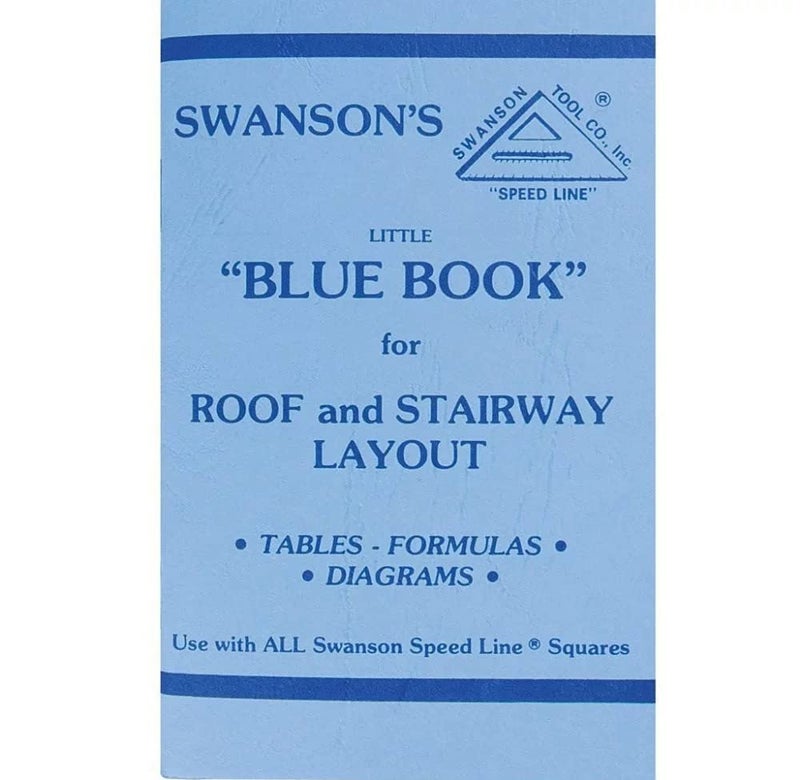 SWANSON'S
SWANSON TOOL CO., Inc. ®
"SPEED LINE"
LITTLE
“BLUE BOOK”
for
ROOF and STAIRWAY
LAYOUT
• TABLES - FORMULAS •
• DIAGRAMS •
Use with ALL Swanson Speed Line ® Squares